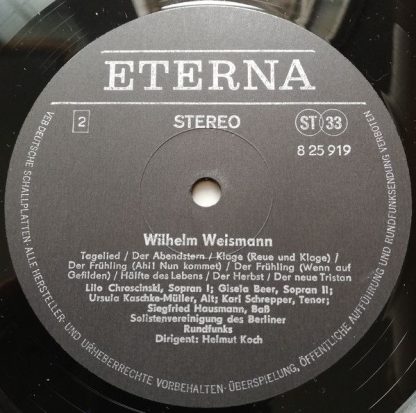 ETERNA
2
STEREO
ST 33
8 25 919
Wilhelm Weismann
Tagelied / Der Abendstern / Klage (Reue und Klage) /
Der Frühling (Ahi! Nun kommet) / Der Frühling (Wenn auf
Gefilden) / Hälfte des Lebens / Der Herbst / Der neue Tristan
Lilo Chroscinski, Sopran I; Gisela Beer, Sopran II;
Ursula Kaschke-Müller, Alt; Karl Schrepper, Tenor;
Siegfried Hausmann, Baß
Solistenvereinigung des Berliner
Rundfunks
Dirigent: Helmut Koch
VEB DEUTSCHE SCHALLPLATTEN · ALLE HERSTELLER- UND URHEBERRECHTE VORBEHALTEN · ÜBERSPIELUNG, ÖFFENTLICHE AUFFÜHRUNG UND RUNDFUNKSENDUNG VERBOTEN